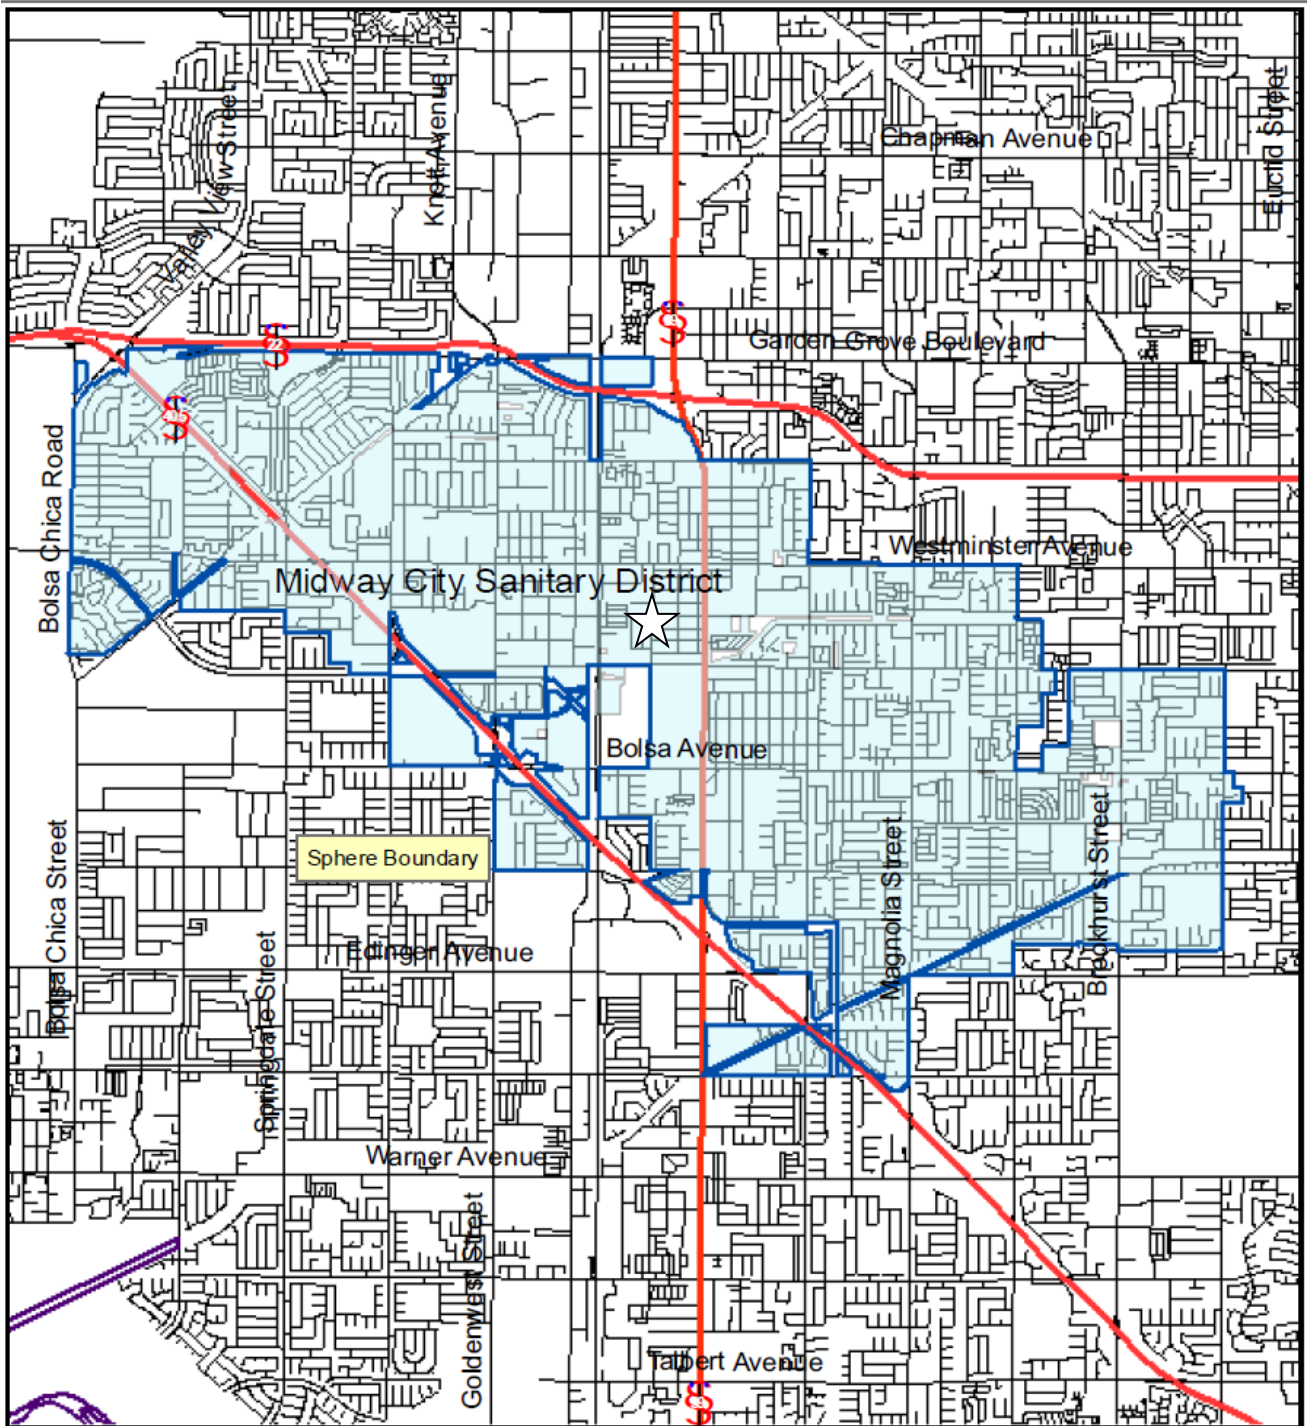 Chapman Avenue
Euclid Street
Knott Avenue
Valley View Street
22
Garden Grove Boulevard
Bolsa Chica Road
Westminster Avenue
Midway City Sanitary District
Bolsa Avenue
Sphere Boundary
Magnolia Street
Brookhurst Street
Bolsa Chica Street
Edinger Avenue
Springdale Street
Warner Avenue
Goldenwest Street
Talbert Avenue